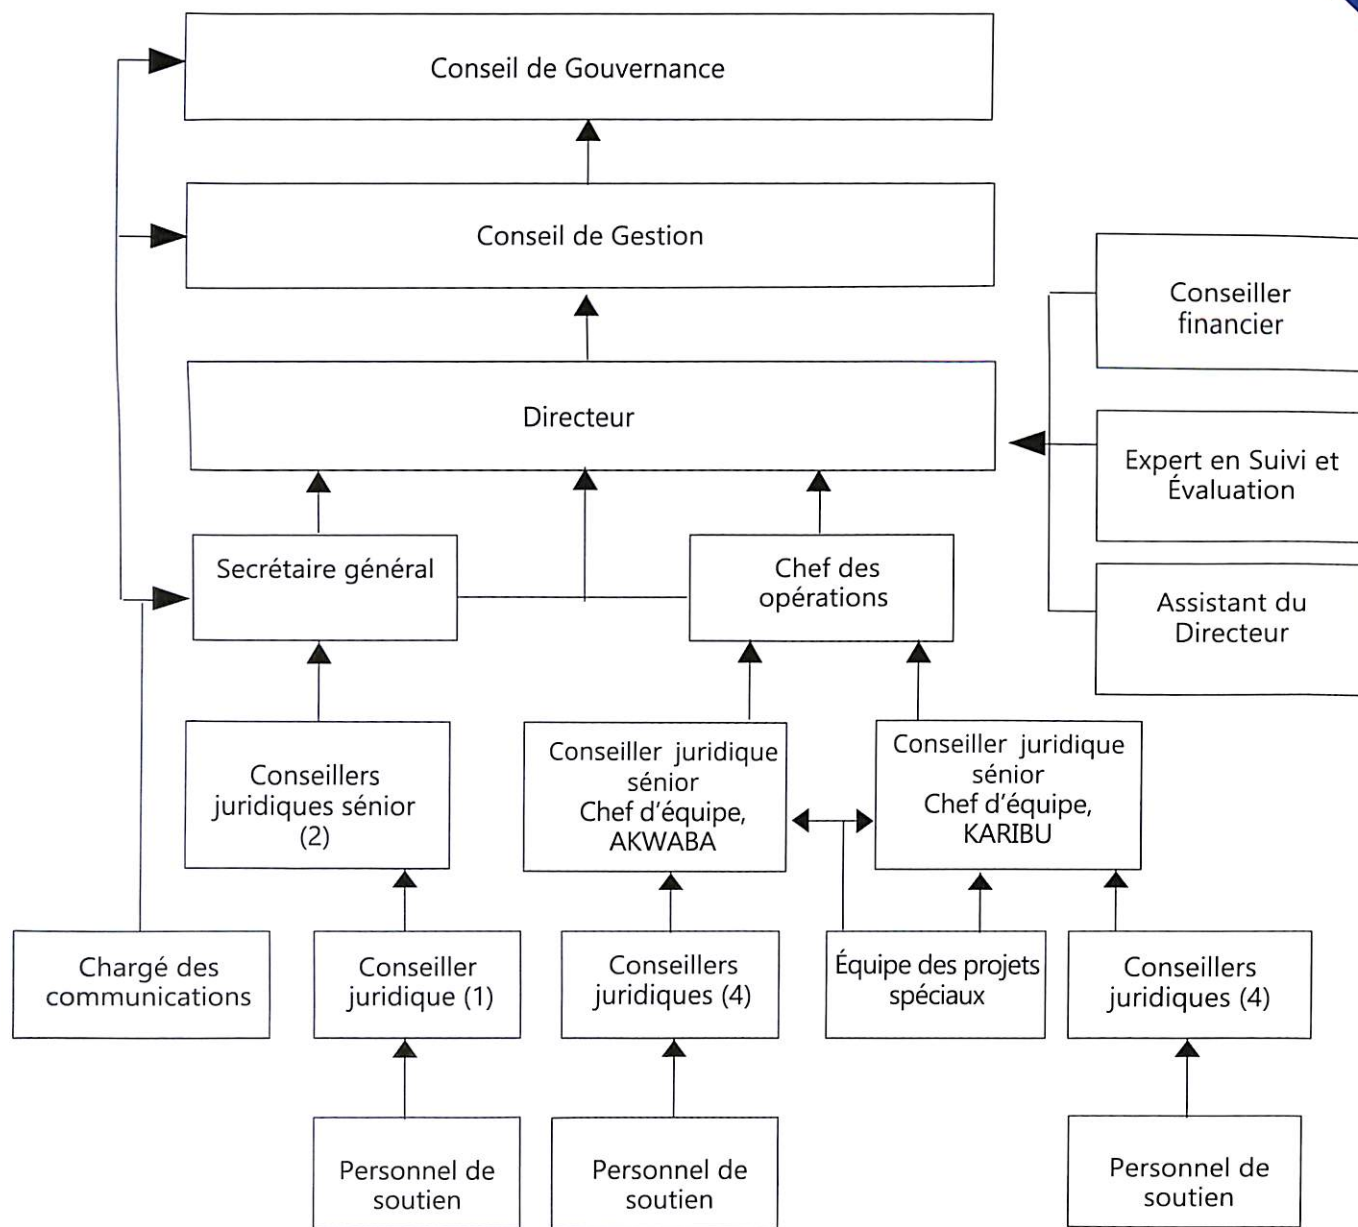 Conseil de Gouvernance
Conseil de Gestion
Conseiller
financier
Directeur
Expert en Suivi et
Évaluation
Secrétaire général
Chef des
opérations
Assistant du
Directeur
Conseillers
juridiques sénior
(2)
Conseiller juridique
sénior
Chef d'équipe,
AKWABA
Conseiller juridique
sénior
Chef d'équipe,
KARIBU
Chargé des
communications
Conseiller
juridique (1)
Conseillers
juridiques (4)
Équipe des projets
spéciaux
Conseillers
juridiques (4)
Personnel de
soutien
Personnel de
soutien
Personnel de
soutien